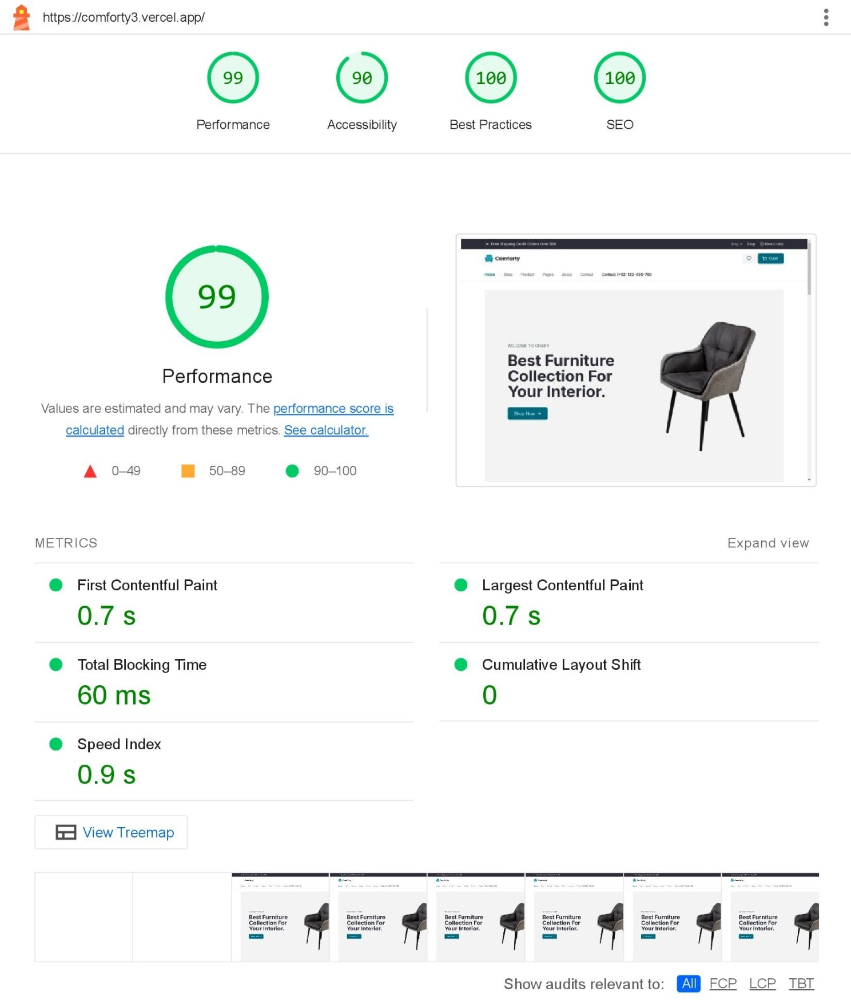 https://comforty3.vercel.app/
99
90
100
100
Performance
Accessibility
Best Practices
SEO
99
Performance
Values are estimated and may vary. The performance score is
calculated directly from these metrics. See calculator.
0–49
50–89
90–100
Free Shipping On All Orders Over $50
Eng
Faqs
Need Help
Comforty
Cart
Home
Shop
Product
Pages
About
Contact
WELCOME TO CHAIRY
Best Furniture
Collection For
Your Interior.
Shop Now
METRICS
Expand view
First Contentful Paint
0.7 s
Largest Contentful Paint
0.7 s
Total Blocking Time
60 ms
Cumulative Layout Shift
0
Speed Index
0.9 s
View Treemap
Best Furniture
Collection For
Your Interior.
Best Furniture
Collection For
Your Interior.
Best Furniture
Collection For
Your Interior.
Best Furniture
Collection For
Your Interior.
Best Furniture
Collection For
Your Interior.
Best Furniture
Collection For
Your Interior.
Show audits relevant to:
All
FCP
LCP
TBT